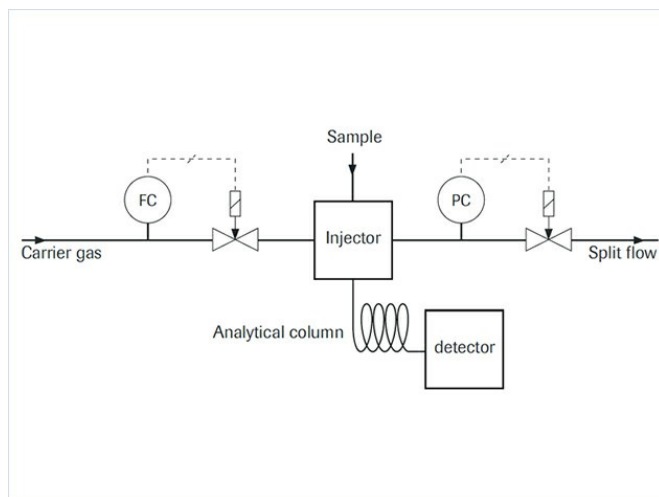 Sample
FC
PC
Injector
Carrier gas
Split flow
Analytical column
detector